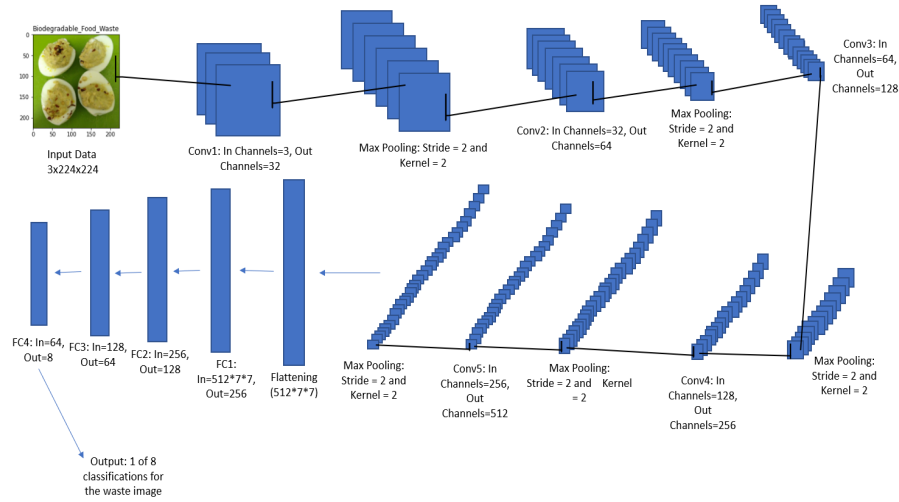 Biodegradable_Food_Waste
0
50
100
150
200
0 50 100 150 200
Input Data
3x224x224
Conv1: In Channels=3, Out
Channels=32
Max Pooling: Stride = 2 and
Kernel = 2
Conv2: In Channels=32, Out
Channels=64
Max Pooling:
Stride = 2 and
Kernel = 2
Conv3: In
Channels=64,
Out
Channels=128
Max Pooling:
Stride = 2 and
Kernel = 2
Conv4: In
Channels=128,
Out
Channels=256
Max Pooling:
Stride = 2 and Kernel
= 2
Conv5: In
Channels=256,
Out
Channels=512
Max Pooling:
Stride = 2 and
Kernel = 2
Flattening
(512*7*7)
FC1:
In=512*7*7,
Out=256
FC2: In=256,
Out=128
FC3: In=128,
Out=64
FC4: In=64,
Out=8
Output: 1 of 8
classifications for
the waste image